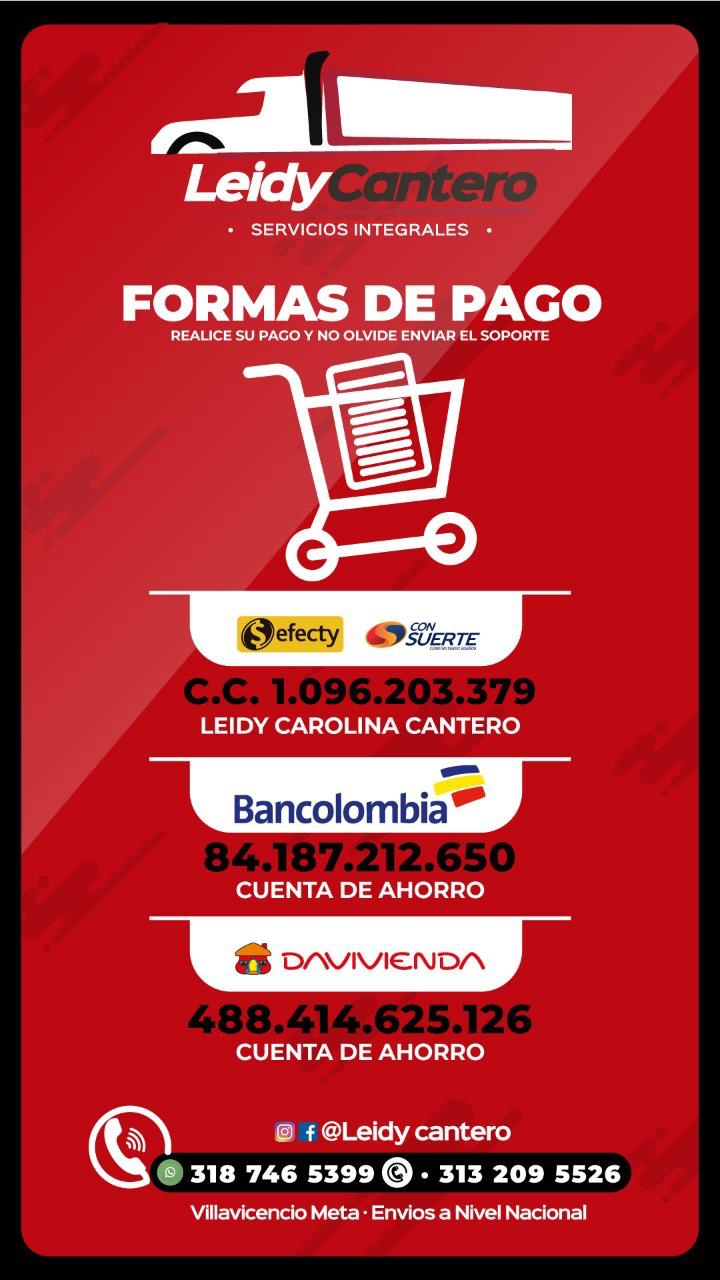 LeidyCantero
• SERVICIOS INTEGRALES •
FORMAS DE PAGO
REALICE SU PAGO Y NO OLVIDE ENVIAR EL SOPORTE
$ efecty S CON
SUERTE
CONSTRUYENDO SUEÑOS
C.C. 1.096.203.379
LEIDY CAROLINA CANTERO
Bancolombia
84.187.212.650
CUENTA DE AHORRO
DAVIVIENDA
488.414.625.126
CUENTA DE AHORRO
@Leidy cantero
318 746 5399 • 313 209 5526
Villavicencio Meta · Envios a Nivel Nacional